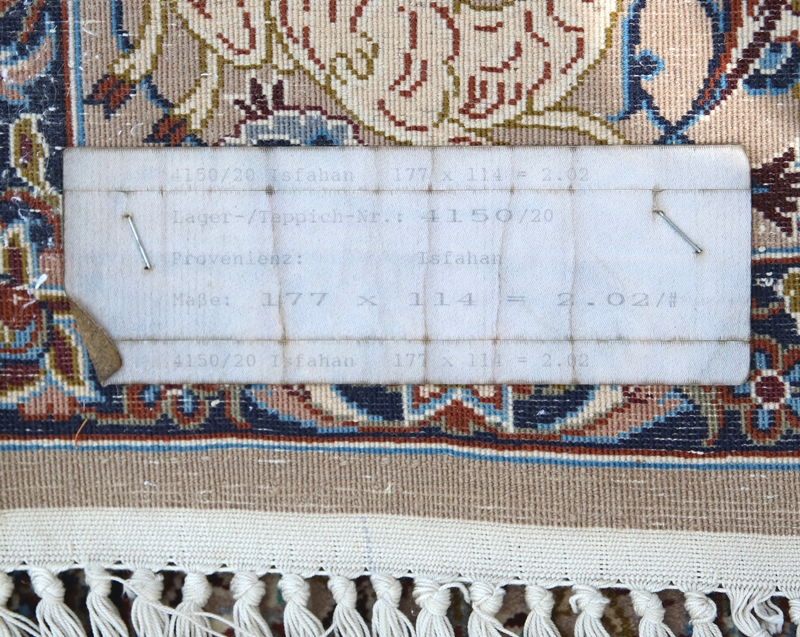 4150/20 Isfahan 177 x 114 = 2.02
Lager-/Teppich-Nr.: 4150/20
Provenienz: Isfahan
Maße: 177 x 114 = 2.02/#
4150/20 Isfahan 177 x 114 = 2.02